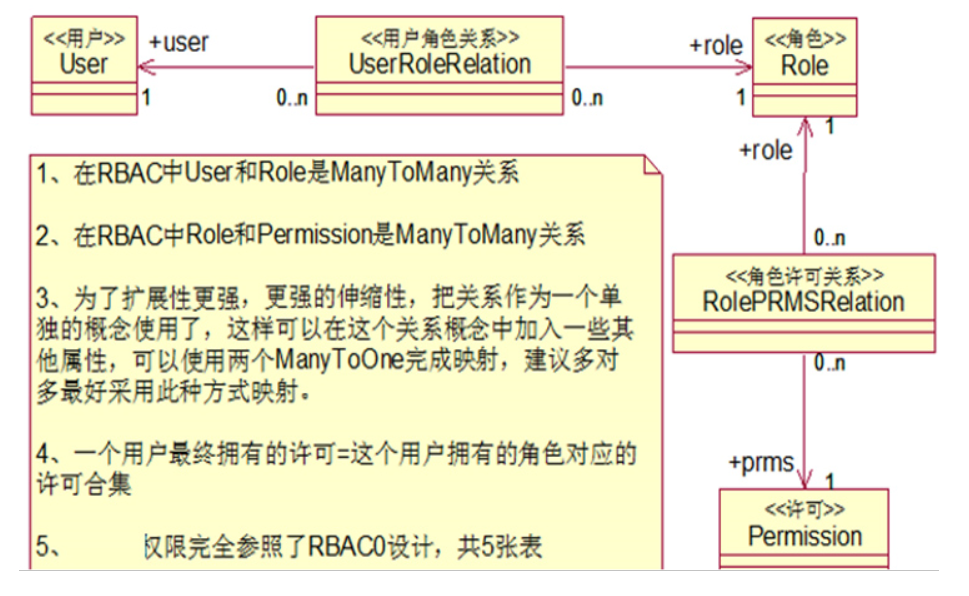 <<用户>>
User
+user
1
0..n
<<用户角色关系>>
UserRoleRelation
0..n
+role
1
<<角色>>
Role
1
+role
0..n
<<角色许可关系>>
RolePRMSRelation
0..n
+prms
1
<<许可>>
Permission
1、在RBAC中User和Role是ManyToMany关系
2、在RBAC中Role和Permission是ManyToMany关系
3、为了扩展性更强，更强的伸缩性，把关系作为一个单
独的概念使用了，这样可以在这个关系概念中加入一些其
他属性，可以使用两个ManyToOne完成映射，建议多对
多最好采用此种方式映射。
4、一个用户最终拥有的许可=这个用户拥有的角色对应的
许可合集
5、 权限完全参照了RBAC0设计，共5张表